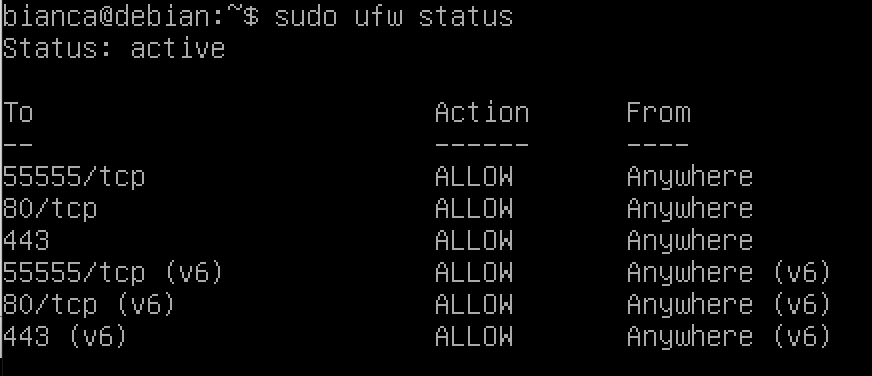 bianca@debian:~$ sudo ufw status
Status: active
To Action From
-- ------ ----
55555/tcp ALLOW Anywhere
80/tcp ALLOW Anywhere
443 ALLOW Anywhere
55555/tcp (v6) ALLOW Anywhere (v6)
80/tcp (v6) ALLOW Anywhere (v6)
443 (v6) ALLOW Anywhere (v6)